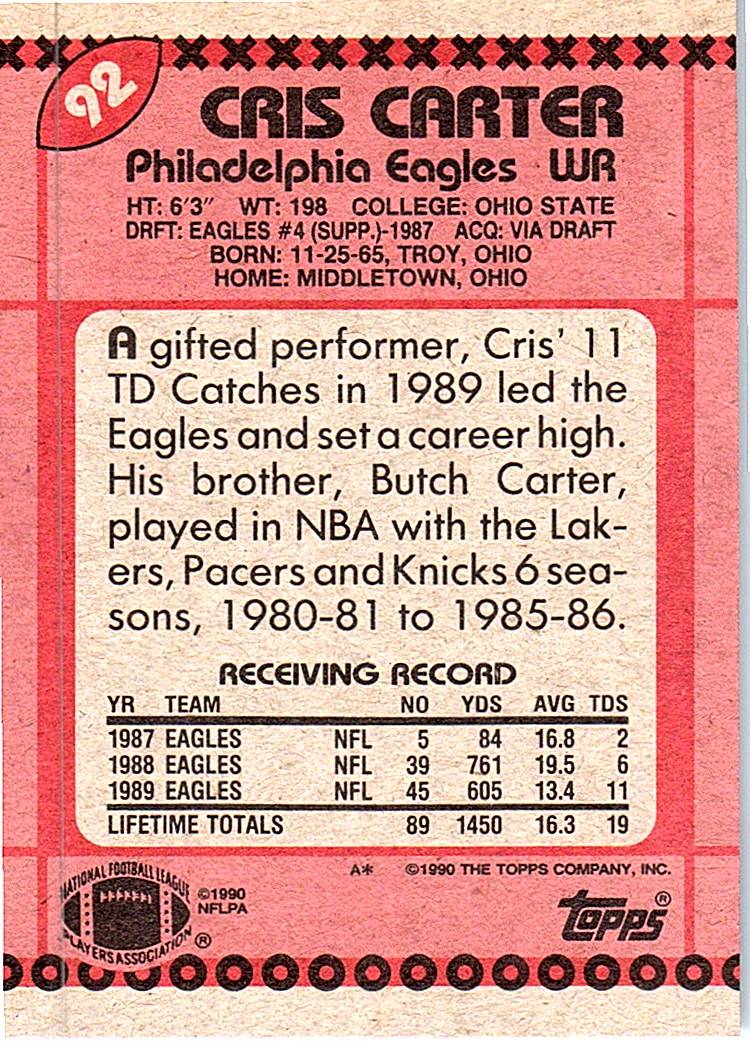 92
CRIS CARTER
Philadelphia Eagles WR
HT: 6'3" WT: 198 COLLEGE: OHIO STATE
DRFT: EAGLES #4 (SUPP.)-1987 ACQ: VIA DRAFT
BORN: 11-25-65, TROY, OHIO
HOME: MIDDLETOWN, OHIO
A gifted performer, Cris' 11
TD Catches in 1989 led the
Eagles and set a career high.
His brother, Butch Carter,
played in NBA with the Lak-
ers, Pacers and Knicks 6 sea-
sons, 1980-81 to 1985-86.
RECEIVING RECORD
YR TEAM NO YDS AVG TDS
1987 EAGLES NFL 5 84 16.8 2
1988 EAGLES NFL 39 761 19.5 6
1989 EAGLES NFL 45 605 13.4 11
LIFETIME TOTALS 89 1450 16.3 19
A* ©1990 THE TOPPS COMPANY, INC.
NATIONAL FOOTBALL LEAGUE
PLAYERS ASSOCIATION ®
©1990
NFLPA
topps ®